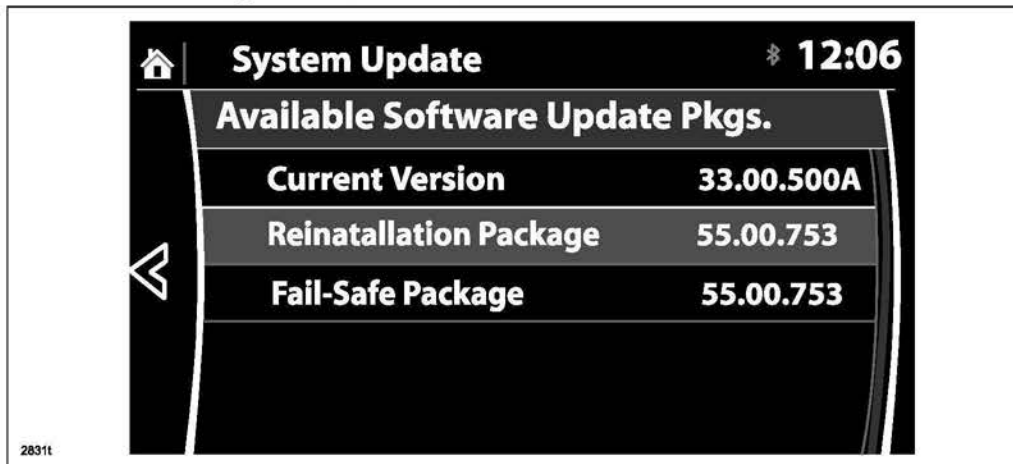 System Update 12:06
Available Software Update Pkgs.
Current Version 33.00.500A
Reinatallation Package 55.00.753
Fail-Safe Package 55.00.753
2831t